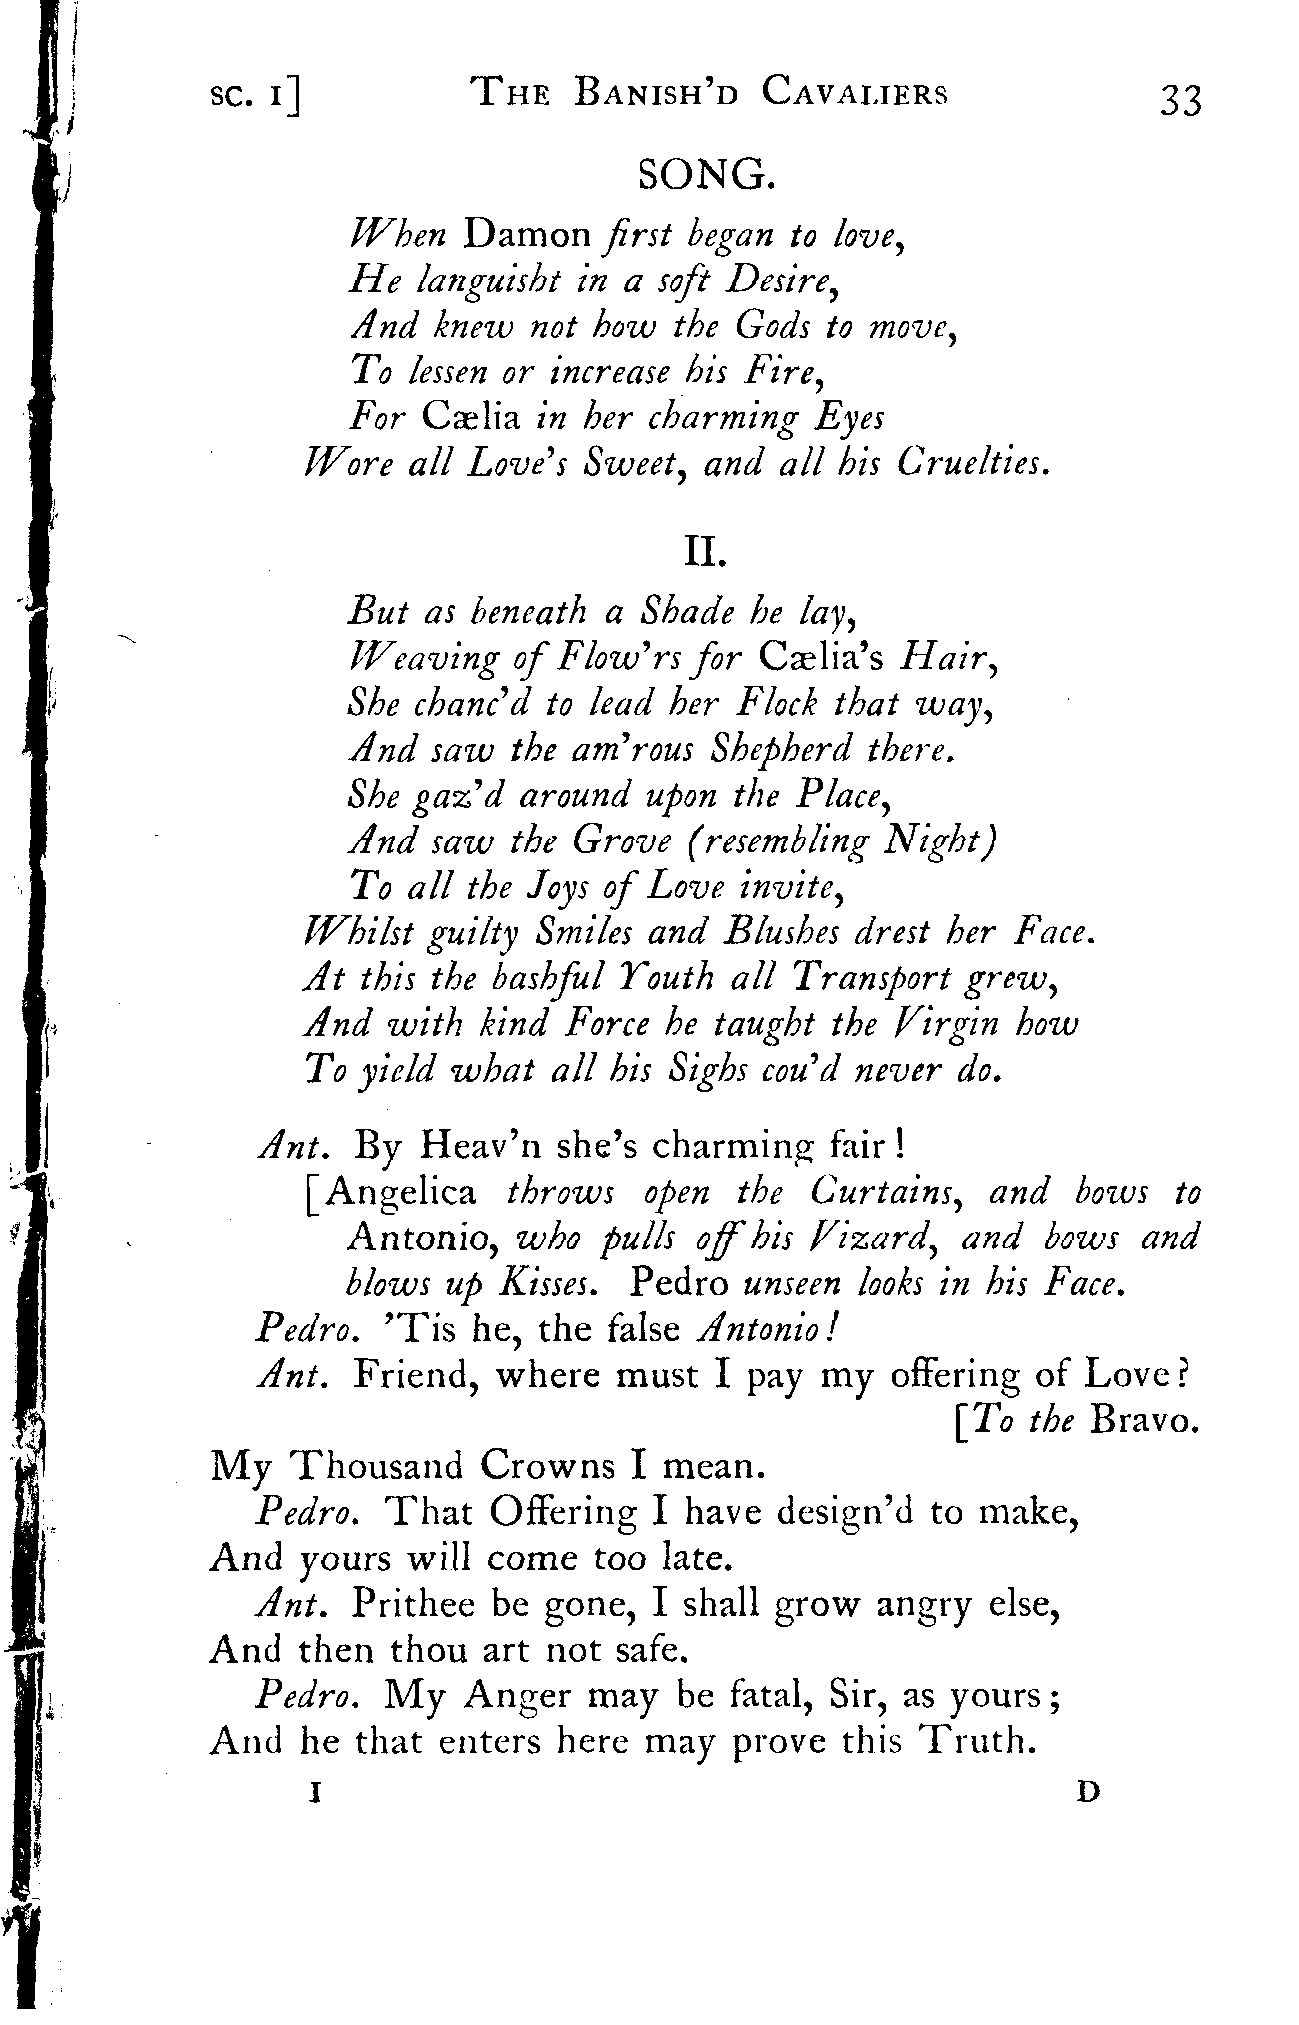 SC. I] THE BANISH'D CAVALIERS 33
SONG.
When Damon first began to love,
He languisht in a soft Desire,
And knew not how the Gods to move,
To lessen or increase his Fire,
For Cælia in her charming Eyes
Wore all Love's Sweet, and all his Cruelties.
II.
But as beneath a Shade he lay,
Weaving of Flow'rs for Cælia's Hair,
She chanc'd to lead her Flock that way,
And saw the am'rous Shepherd there.
She gaz'd around upon the Place,
And saw the Grove (resembling Night)
To all the Joys of Love invite,
Whilst guilty Smiles and Blushes drest her Face.
At this the bashful Youth all Transport grew,
And with kind Force he taught the Virgin how
To yield what all his Sighs cou'd never do.
Ant. By Heav'n she's charming fair!
[Angelica throws open the Curtains, and bows to
Antonio, who pulls off his Vizard, and bows and
blows up Kisses. Pedro unseen looks in his Face.
Pedro. 'Tis he, the false Antonio!
Ant. Friend, where must I pay my offering of Love?
[To the Bravo.
My Thousand Crowns I mean.
Pedro. That Offering I have design'd to make,
And yours will come too late.
Ant. Prithee be gone, I shall grow angry else,
And then thou art not safe.
Pedro. My Anger may be fatal, Sir, as yours;
And he that enters here may prove this Truth.
I D